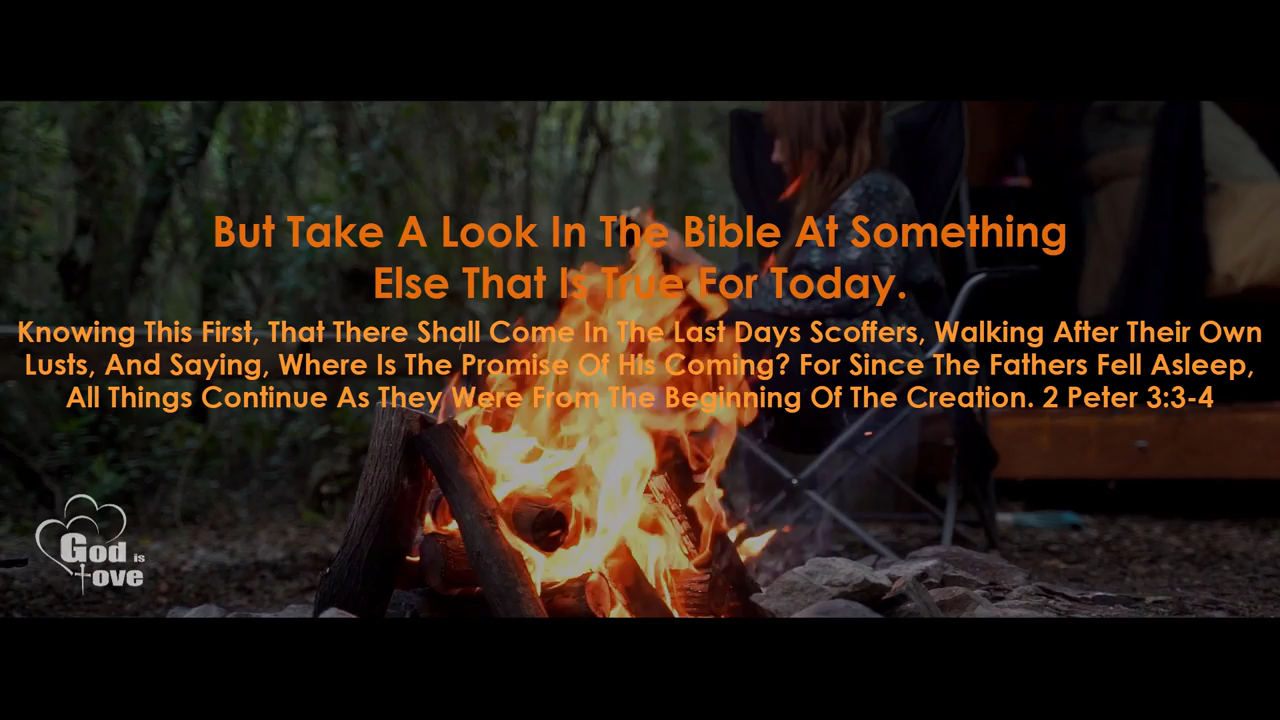 But Take A Look In The Bible At Something
Else That Is True For Today.
Knowing This First, That There Shall Come In The Last Days Scoffers, Walking After Their Own
Lusts, And Saying, Where Is The Promise Of His Coming? For Since The Fathers Fell Asleep,
All Things Continue As They Were From The Beginning Of The Creation. 2 Peter 3:3-4
God is
Love